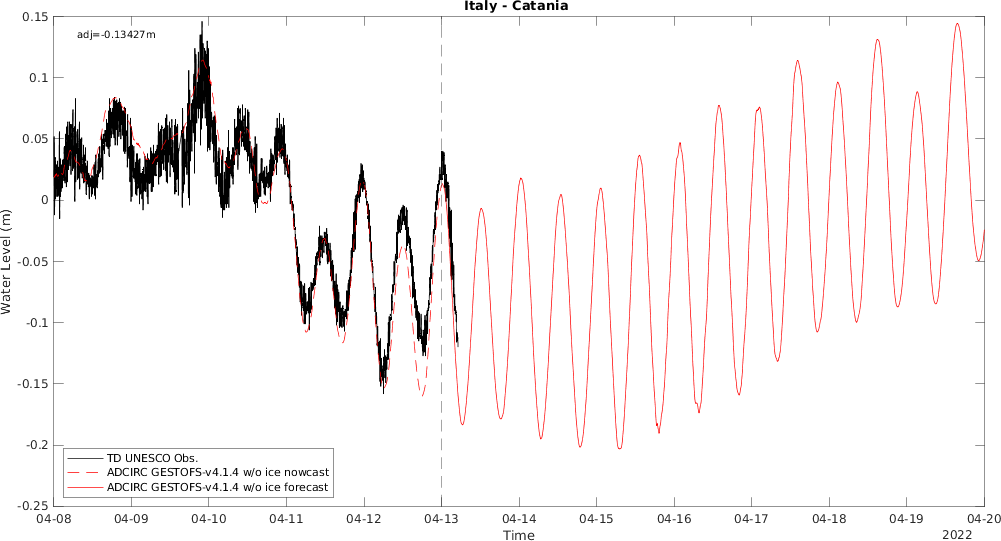 Italy - Catania
0.15
0.1
0.05
0
-0.05
-0.1
-0.15
-0.2
-0.25
Water Level (m)
adj=-0.13427m
TD UNESCO Obs.
ADCIRC GESTOFS-v4.1.4 w/o ice nowcast
ADCIRC GESTOFS-v4.1.4 w/o ice forecast
04-08 04-09 04-10 04-11 04-12 04-13 04-14 04-15 04-16 04-17 04-18 04-19 04-20
Time
2022